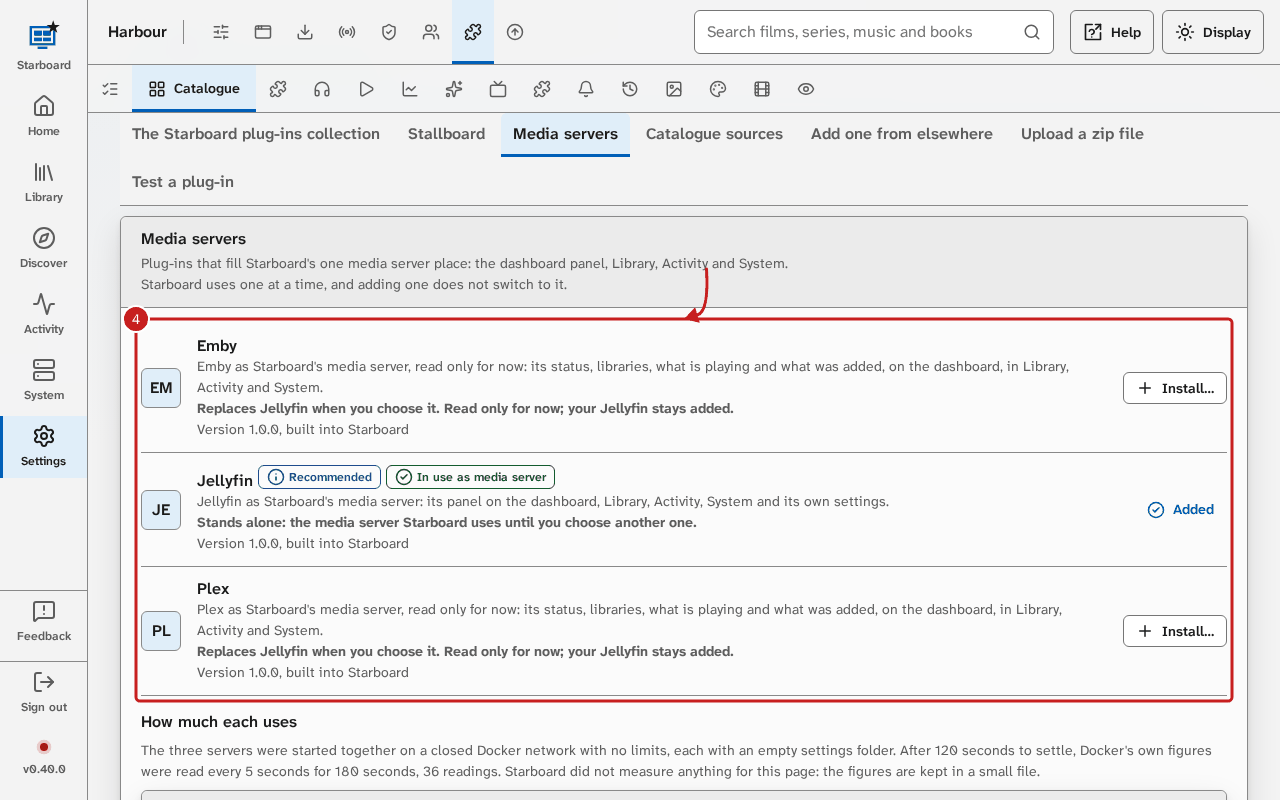 Starboard
Home
Library
Discover
Activity
System
Settings
Feedback
Sign out
v0.40.0
Harbour
Search films, series, music and books
Help
Display
Catalogue
The Starboard plug-ins collection
Stallboard
Media servers
Catalogue sources
Add one from elsewhere
Upload a zip file
Test a plug-in
Media servers
Plug-ins that fill Starboard's one media server place: the dashboard panel, Library, Activity and System.
Starboard uses one at a time, and adding one does not switch to it.
4
EM
Emby
Emby as Starboard's media server, read only for now: its status, libraries, what is playing and what was added, on the dashboard, in Library,
Activity and System.
Replaces Jellyfin when you choose it. Read only for now; your Jellyfin stays added.
Version 1.0.0, built into Starboard
Install...
JE
Jellyfin
Recommended
In use as media server
Jellyfin as Starboard's media server: its panel on the dashboard, Library, Activity, System and its own settings.
Stands alone: the media server Starboard uses until you choose another one.
Version 1.0.0, built into Starboard
Added
PL
Plex
Plex as Starboard's media server, read only for now: its status, libraries, what is playing and what was added, on the dashboard, in Library,
Activity and System.
Replaces Jellyfin when you choose it. Read only for now; your Jellyfin stays added.
Version 1.0.0, built into Starboard
Install...
How much each uses
The three servers were started together on a closed Docker network with no limits, each with an empty settings folder. After 120 seconds to settle, Docker's own figures
were read every 5 seconds for 180 seconds, 36 readings. Starboard did not measure anything for this page: the figures are kept in a small file.